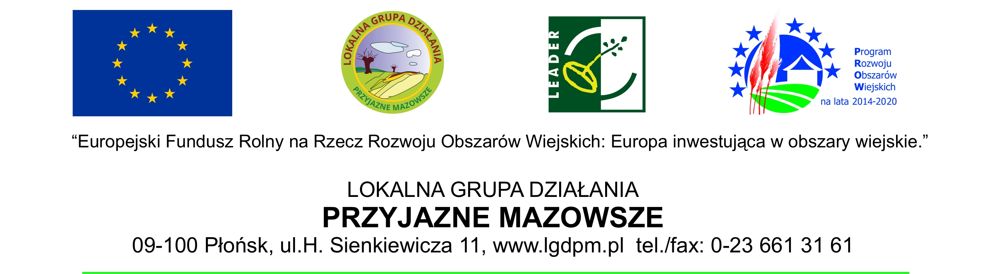 LOKALNA GRUPA DZIAŁANIA
PRZYJAZNE MAZOWSZE
LEADER
Program
Rozwoju
Obszarów
Wiejskich
na lata 2014-2020
“Europejski Fundusz Rolny na Rzecz Rozwoju Obszarów Wiejskich: Europa inwestująca w obszary wiejskie.”
LOKALNA GRUPA DZIAŁANIA
PRZYJAZNE MAZOWSZE
09-100 Płońsk, ul.H. Sienkiewicza 11, www.lgdpm.pl tel./fax: 0-23 661 31 61